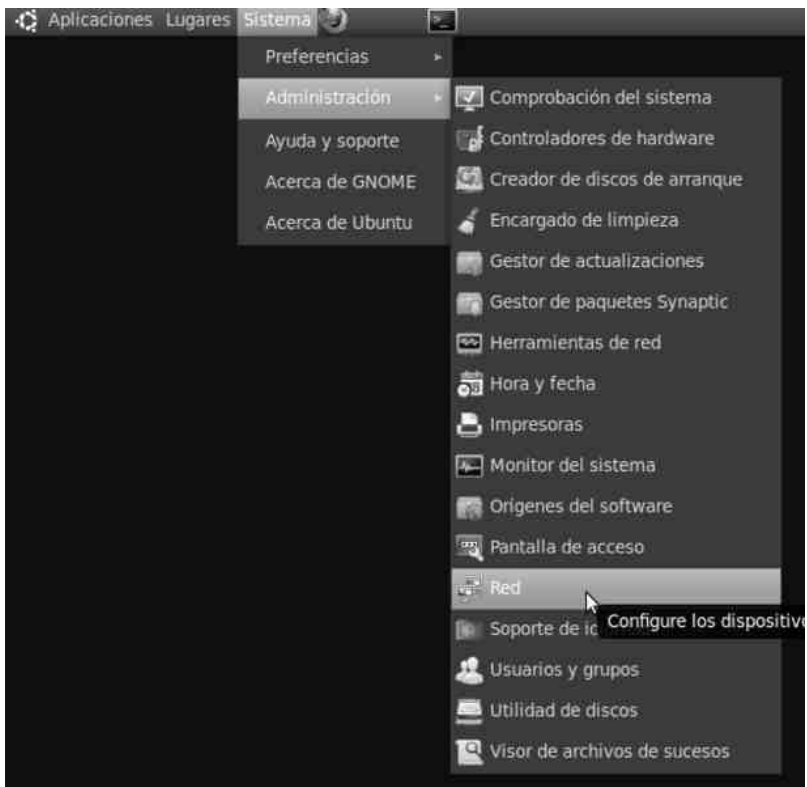 Aplicaciones Lugares Sistema
Preferencias
Administración
Ayuda y soporte
Acerca de GNOME
Acerca de Ubuntu
Comprobación del sistema
Controladores de hardware
Creador de discos de arranque
Encargado de limpieza
Gestor de actualizaciones
Gestor de paquetes Synaptic
Herramientas de red
Hora y fecha
Impresoras
Monitor del sistema
Orígenes del software
Pantalla de acceso
Red
Configure los dispositivo
Soporte de
Usuarios y grupos
Utilidad de discos
Visor de archivos de sucesos